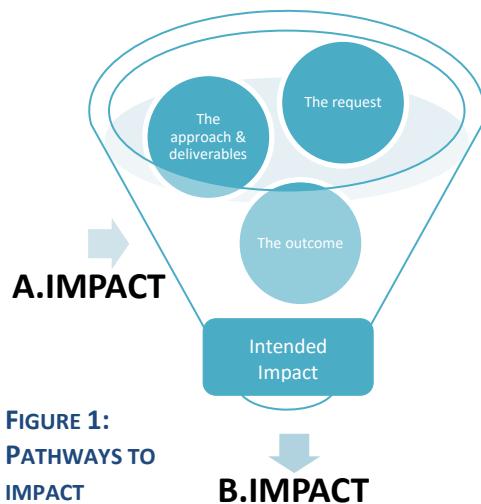 The request
The
approach &
deliverables
The outcome
A.IMPACT
Intended
Impact
FIGURE 1:
PATHWAYS TO
IMPACT
B.IMPACT